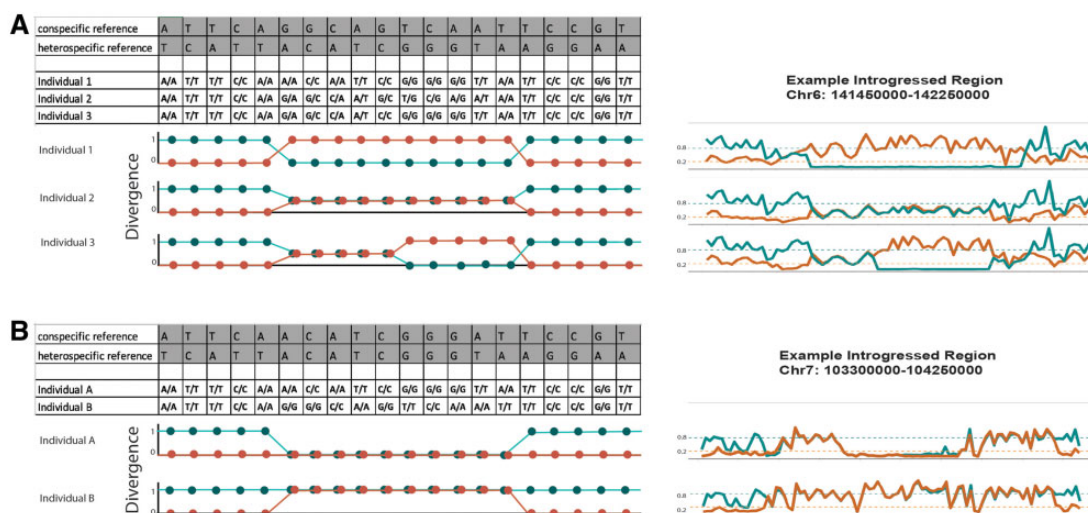 A
conspecific reference A T T C A G G C A G T C A A T T C C G T
heterospecific reference T C A T T A C A T C G G G T A A G G A A
Individual 1 A/A T/T T/T C/C A/A A/A C/C A/A T/T C/C G/G G/G G/G T/T A/A T/T C/C C/C G/G T/T
Individual 2 A/A T/T T/T C/C A/A G/A G/C C/A A/T G/C T/G C/G A/G A/T A/A T/T C/C C/C G/G T/T
Individual 3 A/A T/T T/T C/C A/A G/A G/C C/A A/T G/C G/G G/G G/G T/T A/A T/T C/C C/C G/G T/T
Divergence
Individual 1
1
0
Individual 2
1
0
Individual 3
1
0
Example Introgressed Region
Chr6: 141450000-142250000
0.8
0.2
0.8
0.2
0.8
0.2
B
conspecific reference A T T C A A C A T C G G G A T T C C G T
heterospecific reference T C A T T A C A T C G G G T A A G G A A
Individual A A/A T/T T/T C/C A/A A/A C/C A/A T/T C/C G/G G/G G/G T/T A/A T/T C/C C/C G/G T/T
Individual B A/A T/T T/T C/C A/A G/G G/G C/C A/A G/G T/T C/C A/A A/A T/T T/T C/C C/C G/G T/T
Divergence
Individual A
1
0
Individual B
1
Example Introgressed Region
Chr7: 103300000-104250000
0.8
0.2
0.8
0.2